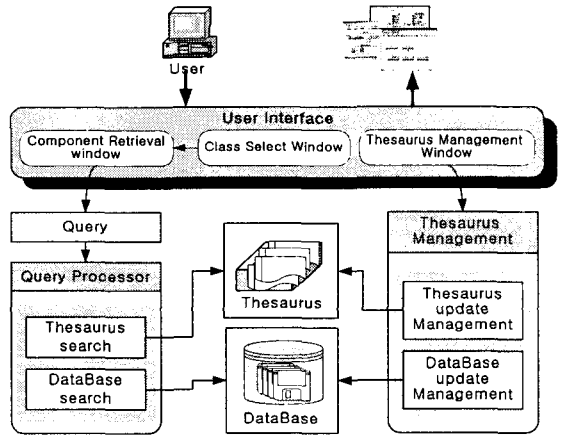 User
User Interface
Component Retrieval
window
Class Select Window
Thesaurus Management
Window
Query
Thesaurus
Management
Query Processor
Thesaurus
search
DataBase
search
Thesaurus
DataBase
Thesaurus
update
Management
DataBase
update
Management